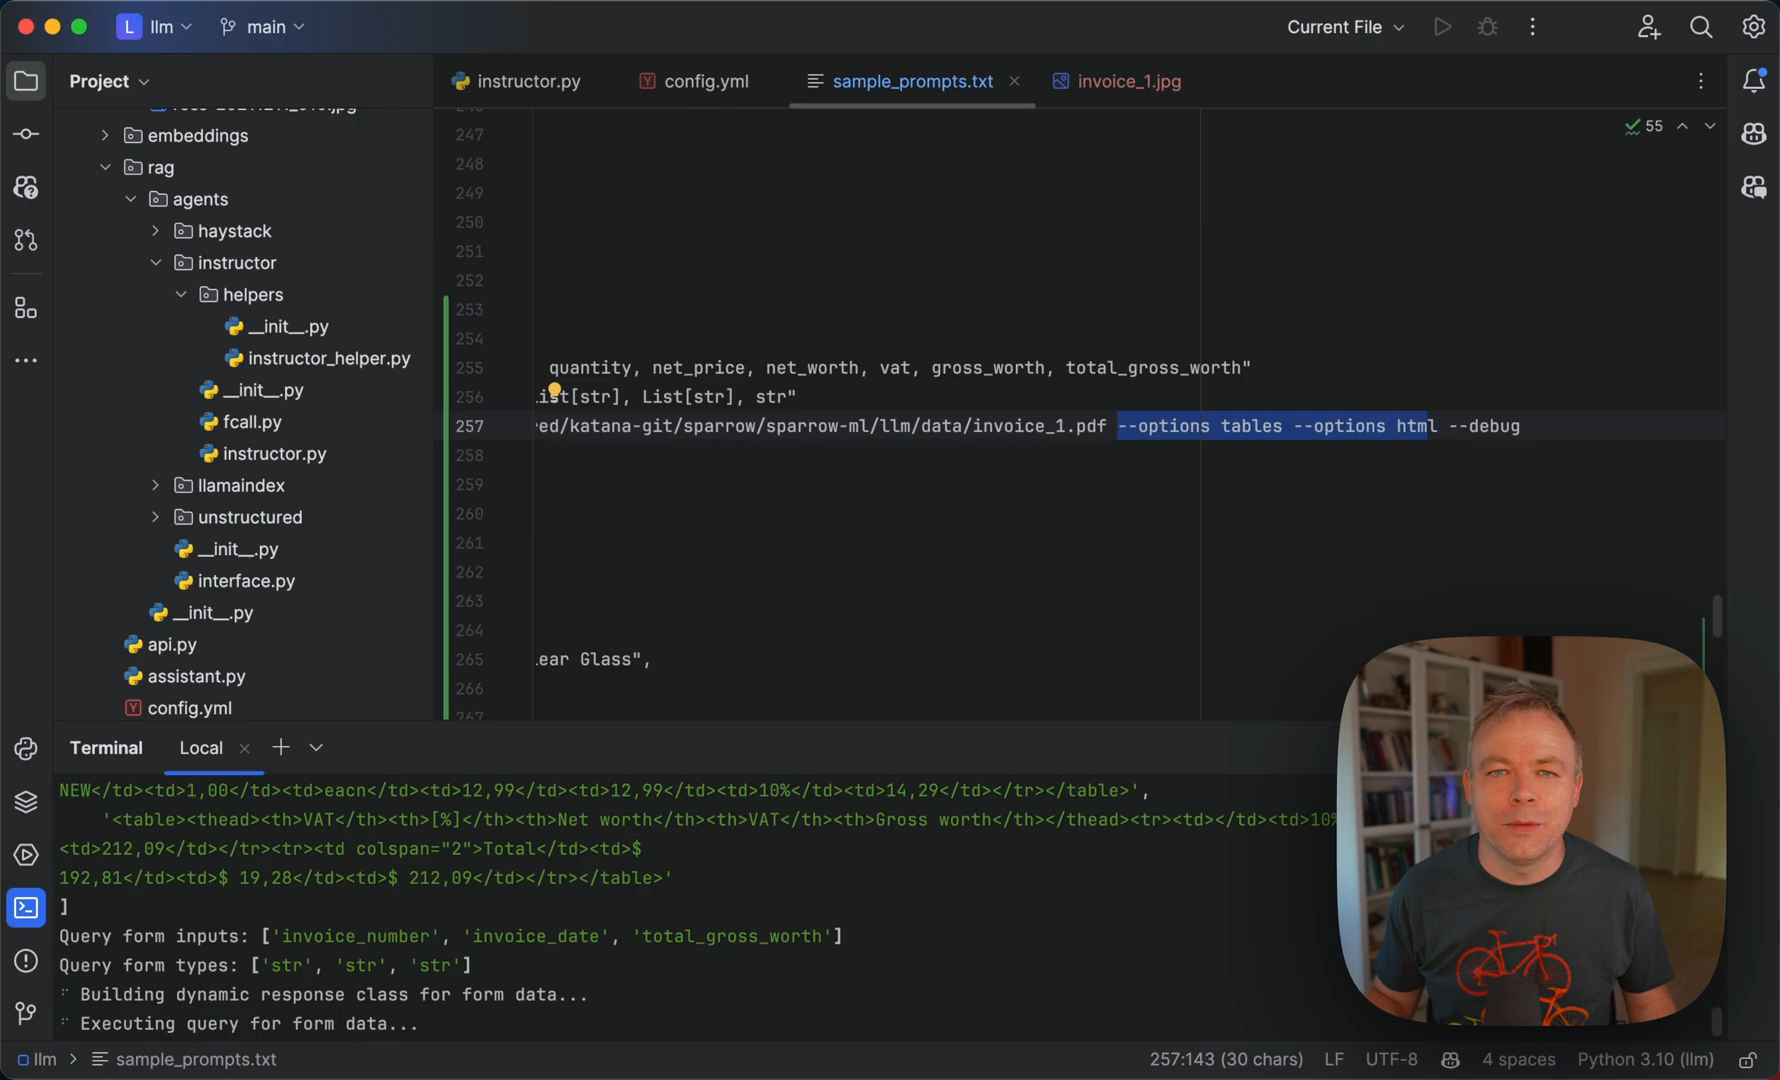 L llm main Current File
Project
instructor.py config.yml sample_prompts.txt invoice_1.jpg
embeddings
rag
agents
haystack
instructor
helpers
__init__.py
instructor_helper.py
__init__.py
fcall.py
instructor.py
llamaindex
unstructured
__init__.py
interface.py
__init__.py
api.py
assistant.py
Y config.yml
55
247
248
249
250
251
252
253
254
255 quantity, net_price, net_worth, vat, gross_worth, total_gross_worth"
256 ist[str], List[str], str"
257 ed/katana-git/sparrow/sparrow-ml/llm/data/invoice_1.pdf --options tables --options html --debug
258
259
260
261
262
263
264
265 ear Glass",
266
267
Terminal Local
NEW</td><td>1,00</td><td>eacn</td><td>12,99</td><td>12,99</td><td>10%</td><td>14,29</td></tr></table>',
'<table><thead><th>VAT</th><th>[%]</th><th>Net worth</th><th>VAT</th><th>Gross worth</th></thead><tr><td></td><td>10%
<td>212,09</td></tr><tr><td colspan="2">Total</td><td>$
192,81</td><td>$ 19,28</td><td>$ 212,09</td></tr></table>'
]
Query form inputs: ['invoice_number', 'invoice_date', 'total_gross_worth']
Query form types: ['str', 'str', 'str']
Building dynamic response class for form data...
Executing query for form data...
llm > sample_prompts.txt 257:143 (30 chars) LF UTF-8 4 spaces Python 3.10 (llm)